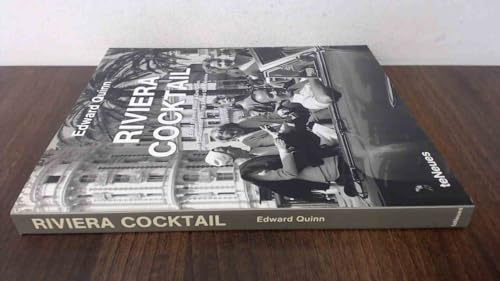 Edward Quinn
RIVIERA
COCKTAIL
teNeues
RIVIERA COCKTAIL Edward Quinn